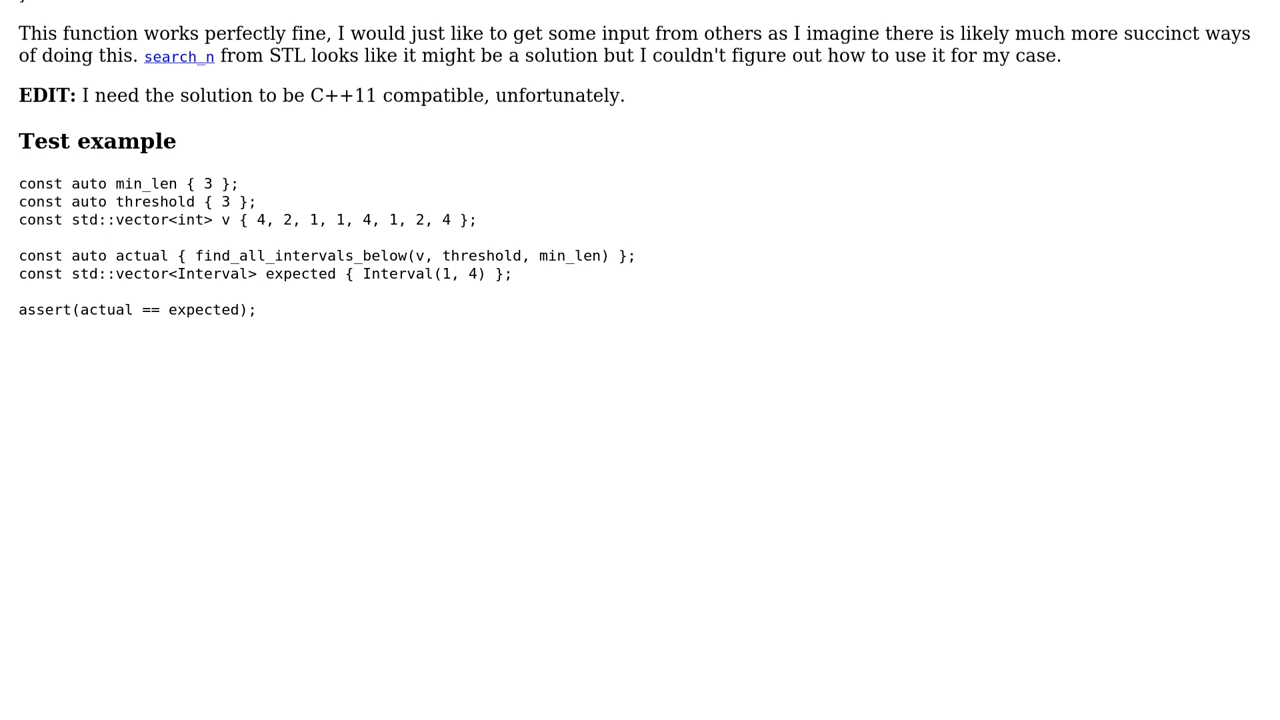 This function works perfectly fine, I would just like to get some input from others as I imagine there is likely much more succinct ways
of doing this. search_n from STL looks like it might be a solution but I couldn't figure out how to use it for my case.
EDIT: I need the solution to be C++11 compatible, unfortunately.
Test example
const auto min_len { 3 };
const auto threshold { 3 };
const std::vector<int> v { 4, 2, 1, 1, 4, 1, 2, 4 };
const auto actual { find_all_intervals_below(v, threshold, min_len) };
const std::vector<Interval> expected { Interval(1, 4) };
assert(actual == expected);